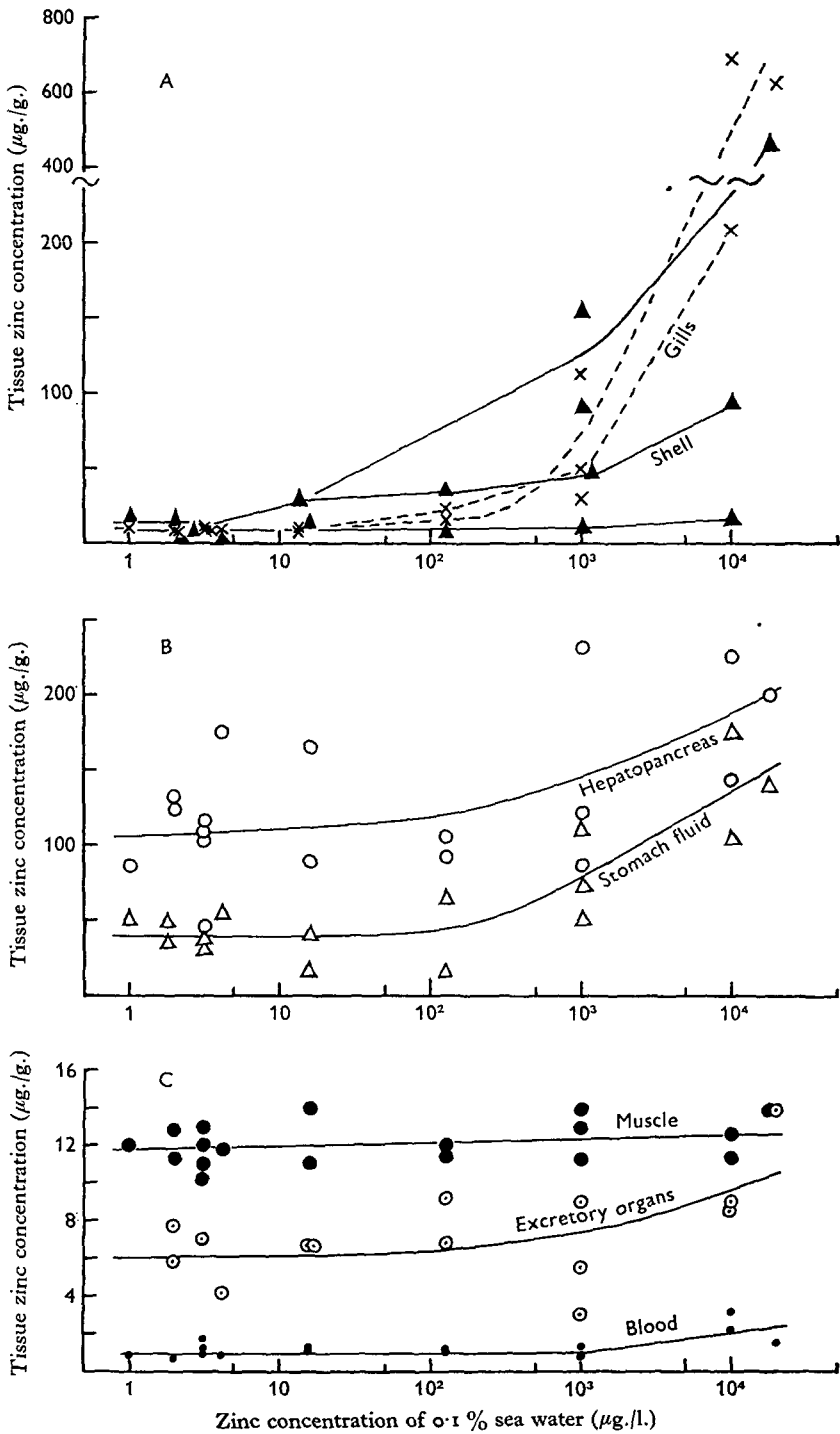 Tissue zinc concentration (µg./g.)
800
600
400
200
100
A
Gills
Shell
1
10
10²
10³
10⁴
Tissue zinc concentration (µg./g.)
200
100
B
Hepatopancreas
Stomach fluid
1
10
10²
10³
10⁴
Tissue zinc concentration (µg./g.)
16
12
8
4
C
Muscle
Excretory organs
Blood
1
10
10²
10³
10⁴
Zinc concentration of 0·1 % sea water (µg./l.)